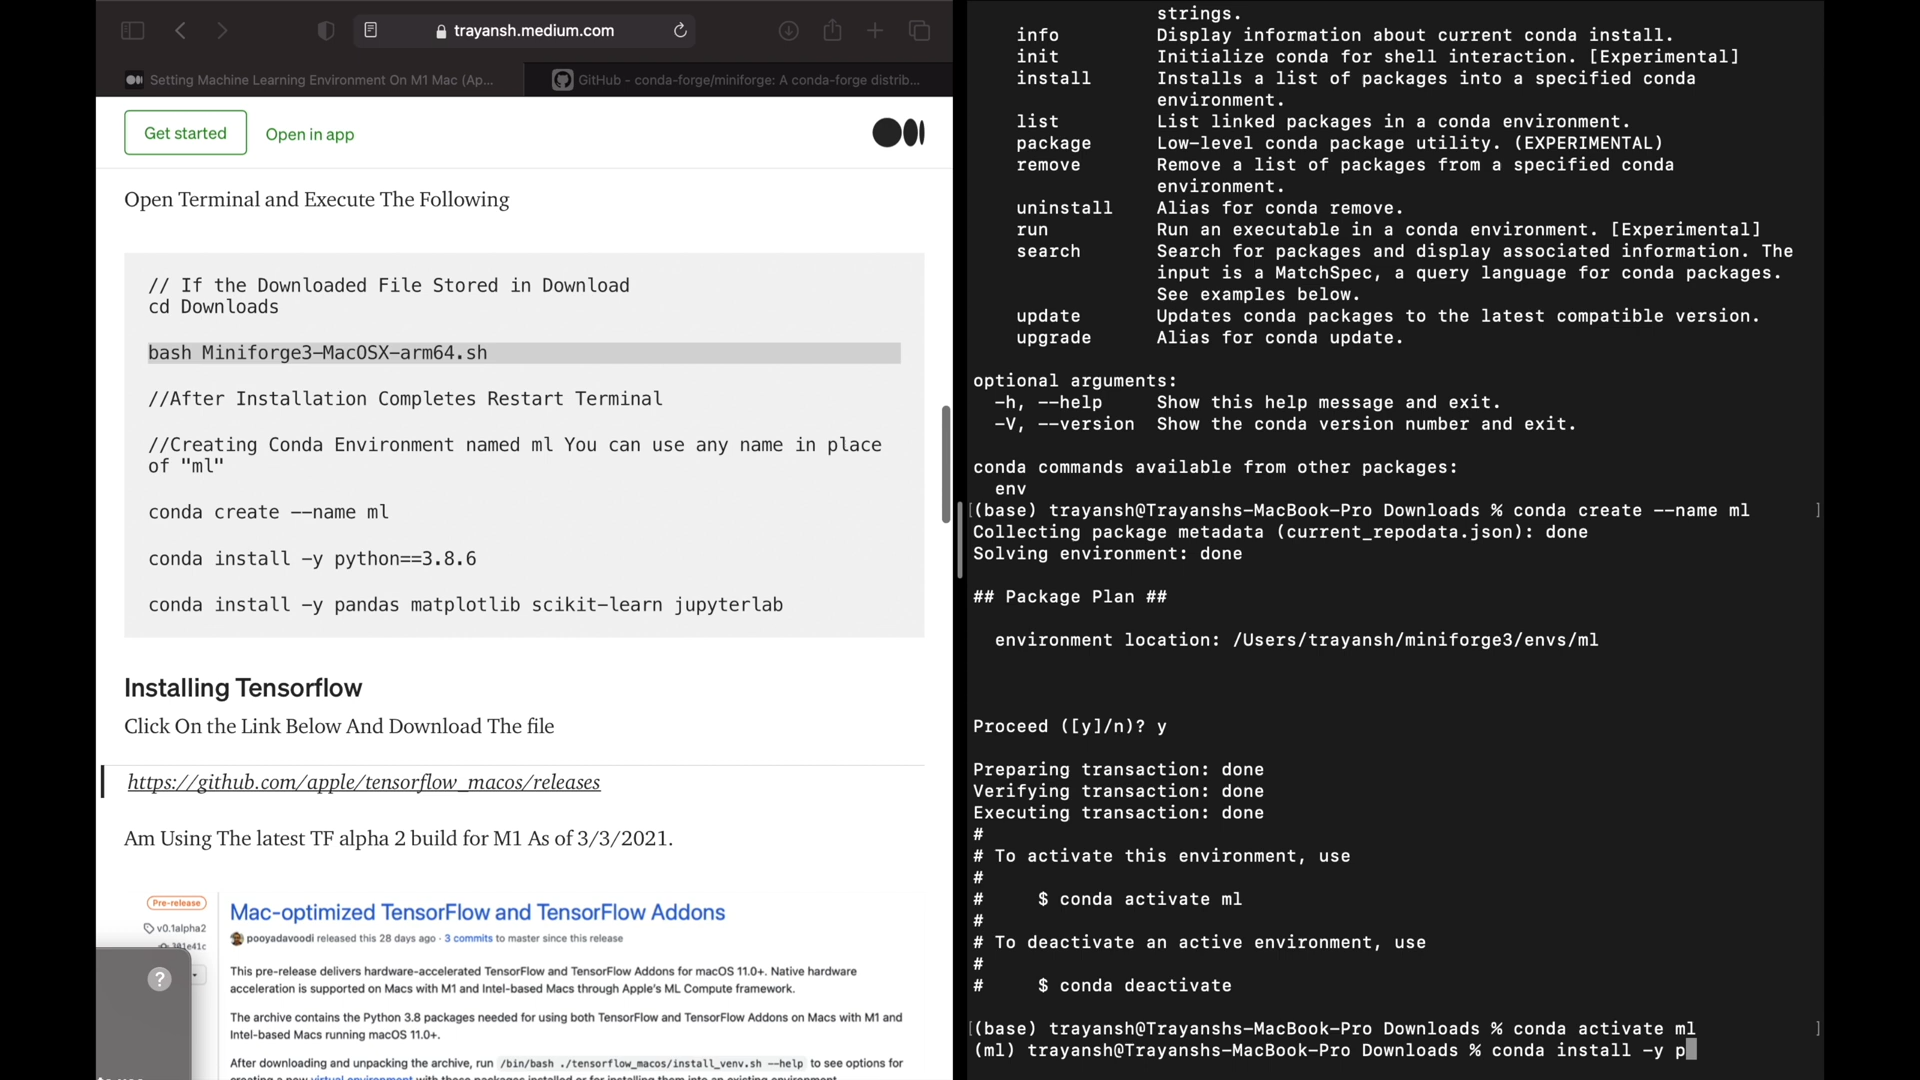 trayansh.medium.com
Setting Machine Learning Environment On M1 Mac (Ap...
GitHub - conda-forge/miniforge: A conda-forge distrib...
Get started
Open in app
Open Terminal and Execute The Following
// If the Downloaded File Stored in Download
cd Downloads
bash Miniforge3-MacOSX-arm64.sh
//After Installation Completes Restart Terminal
//Creating Conda Environment named ml You can use any name in place
of "ml"
conda create --name ml
conda install -y python==3.8.6
conda install -y pandas matplotlib scikit-learn jupyterlab
Installing Tensorflow
Click On the Link Below And Download The file
https://github.com/apple/tensorflow_macos/releases
Am Using The latest TF alpha 2 build for M1 As of 3/3/2021.
Pre-release
v0.1alpha2
301e41c
Mac-optimized TensorFlow and TensorFlow Addons
pooyadavoodi released this 28 days ago · 3 commits to master since this release
This pre-release delivers hardware-accelerated TensorFlow and TensorFlow Addons for macOS 11.0+. Native hardware
acceleration is supported on Macs with M1 and Intel-based Macs through Apple's ML Compute framework.
The archive contains the Python 3.8 packages needed for using both TensorFlow and TensorFlow Addons on Macs with M1 and
Intel-based Macs running macOS 11.0+.
After downloading and unpacking the archive, run /bin/bash ./tensorflow_macos/install_venv.sh --help to see options for
creating a new virtual environment with these packages installed or for installing them into an existing environment
?
strings.
info Display information about current conda install.
init Initialize conda for shell interaction. [Experimental]
install Installs a list of packages into a specified conda
environment.
list List linked packages in a conda environment.
package Low-level conda package utility. (EXPERIMENTAL)
remove Remove a list of packages from a specified conda
environment.
uninstall Alias for conda remove.
run Run an executable in a conda environment. [Experimental]
search Search for packages and display associated information. The
input is a MatchSpec, a query language for conda packages.
See examples below.
update Updates conda packages to the latest compatible version.
upgrade Alias for conda update.
optional arguments:
-h, --help Show this help message and exit.
-V, --version Show the conda version number and exit.
conda commands available from other packages:
env
[(base) trayansh@Trayanshs-MacBook-Pro Downloads % conda create --name ml ]
Collecting package metadata (current_repodata.json): done
Solving environment: done
## Package Plan ##
environment location: /Users/trayansh/miniforge3/envs/ml
Proceed ([y]/n)? y
Preparing transaction: done
Verifying transaction: done
Executing transaction: done
#
# To activate this environment, use
#
# $ conda activate ml
#
# To deactivate an active environment, use
#
# $ conda deactivate
[(base) trayansh@Trayanshs-MacBook-Pro Downloads % conda activate ml ]
(ml) trayansh@Trayanshs-MacBook-Pro Downloads % conda install -y p